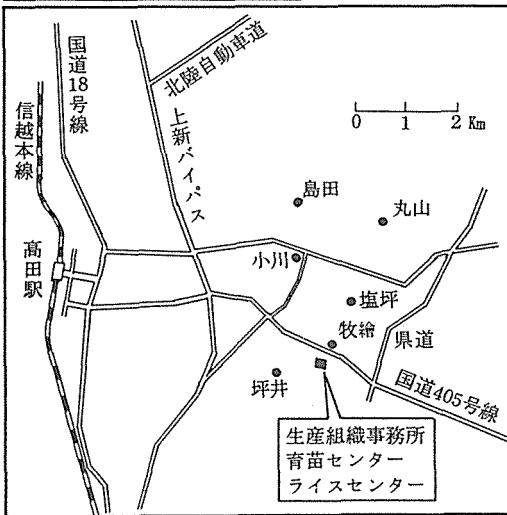 北陸自動車道
国道18号線
信越本線
上新バイパス
0 1 2 Km
島田
丸山
小川
高田駅
塩坪
牧繪
県道
坪井
国道405号線
生産組織事務所
育苗センター
ライスセンター